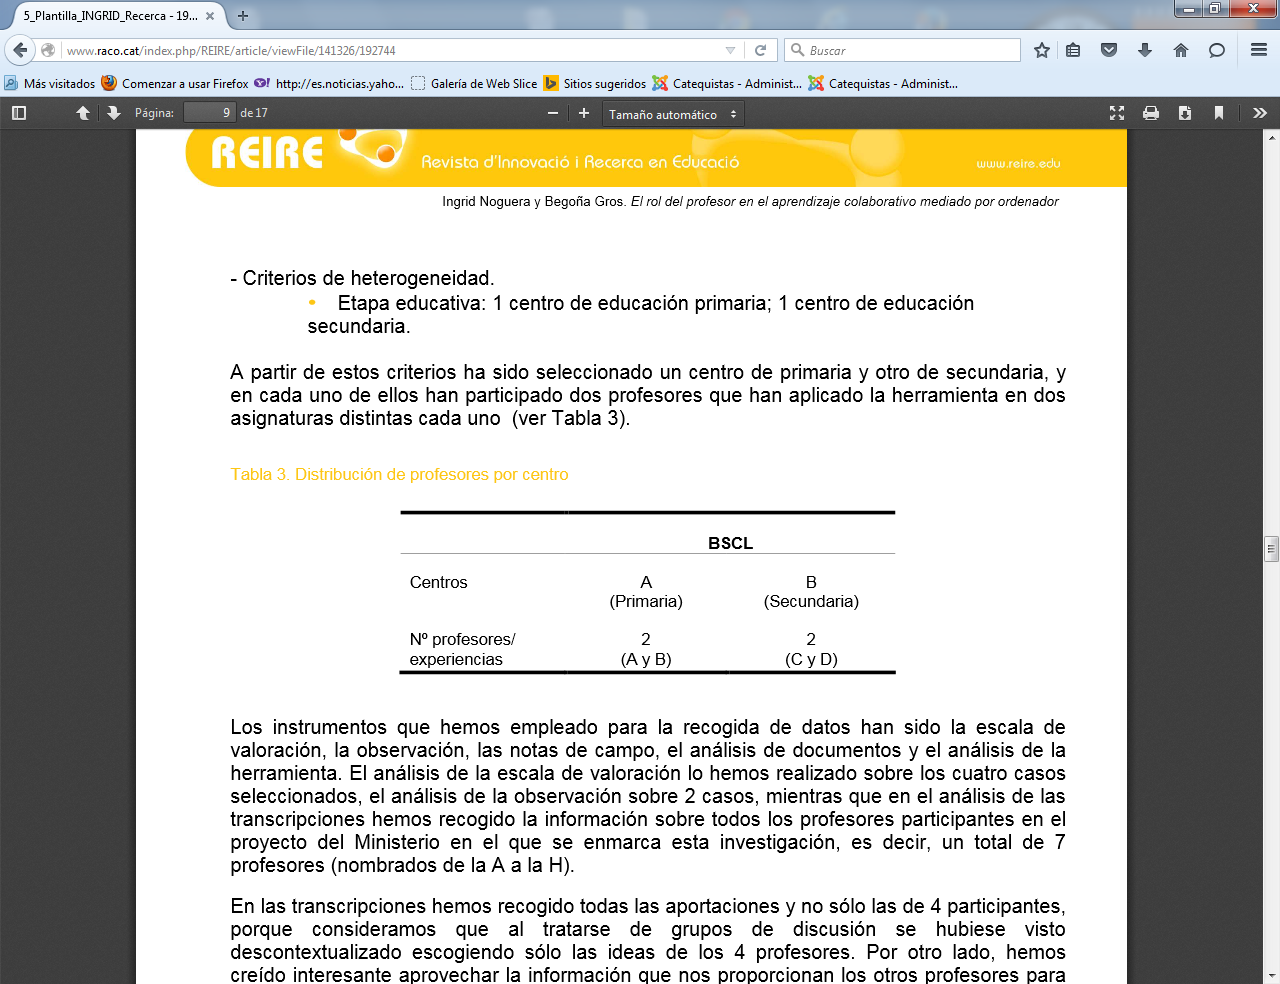 5_Plantilla_INGRID_Recerca - 19...
www.raco.cat/index.php/REIRE/article/viewFile/141326/192744
Buscar
Más visitados
Comenzar a usar Firefox
http://es.noticias.yaho...
Galería de Web Slice
Sitios sugeridos
Catequistas - Administ...
Catequistas - Administ...
Página: 9 de 17
Tamaño automático
REIRE
Revista d'Innovació i Recerca en Educació
www.reire.edu
Ingrid Noguera y Begoña Gros. El rol del profesor en el aprendizaje colaborativo mediado por ordenador
- Criterios de heterogeneidad.
• Etapa educativa: 1 centro de educación primaria; 1 centro de educación
secundaria.
A partir de estos criterios ha sido seleccionado un centro de primaria y otro de secundaria, y
en cada uno de ellos han participado dos profesores que han aplicado la herramienta en dos
asignaturas distintas cada uno (ver Tabla 3).
Tabla 3. Distribución de profesores por centro
BSCL
Centros A B
(Primaria) (Secundaria)
Nº profesores/ 2 2
experiencias (A y B) (C y D)
Los instrumentos que hemos empleado para la recogida de datos han sido la escala de
valoración, la observación, las notas de campo, el análisis de documentos y el análisis de la
herramienta. El análisis de la escala de valoración lo hemos realizado sobre los cuatro casos
seleccionados, el análisis de la observación sobre 2 casos, mientras que en el análisis de las
transcripciones hemos recogido la información sobre todos los profesores participantes en el
proyecto del Ministerio en el que se enmarca esta investigación, es decir, un total de 7
profesores (nombrados de la A a la H).
En las transcripciones hemos recogido todas las aportaciones y no sólo las de 4 participantes,
porque consideramos que al tratarse de grupos de discusión se hubiese visto
descontextualizado escogiendo sólo las ideas de los 4 profesores. Por otro lado, hemos
creído interesante aprovechar la información que nos proporcionan los otros profesores para